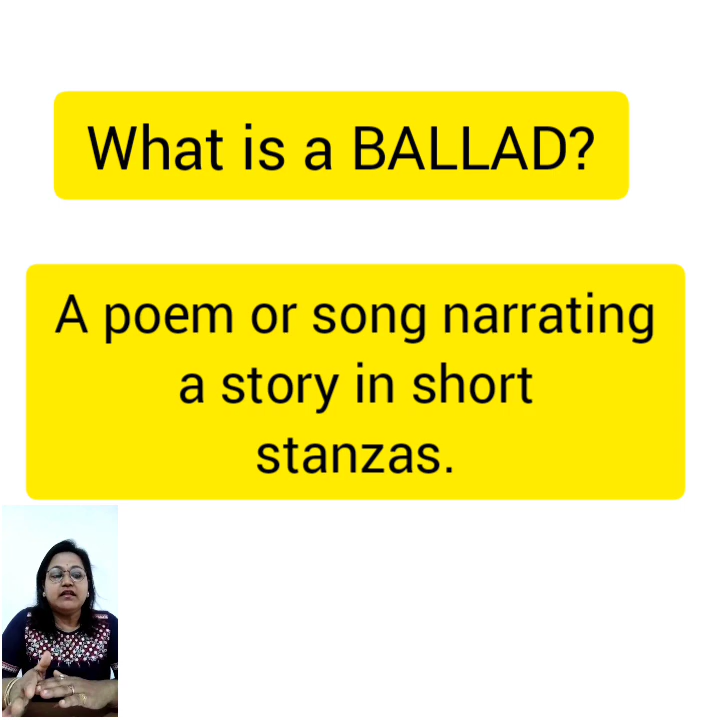 What is a BALLAD?
A poem or song narrating
a story in short
stanzas.